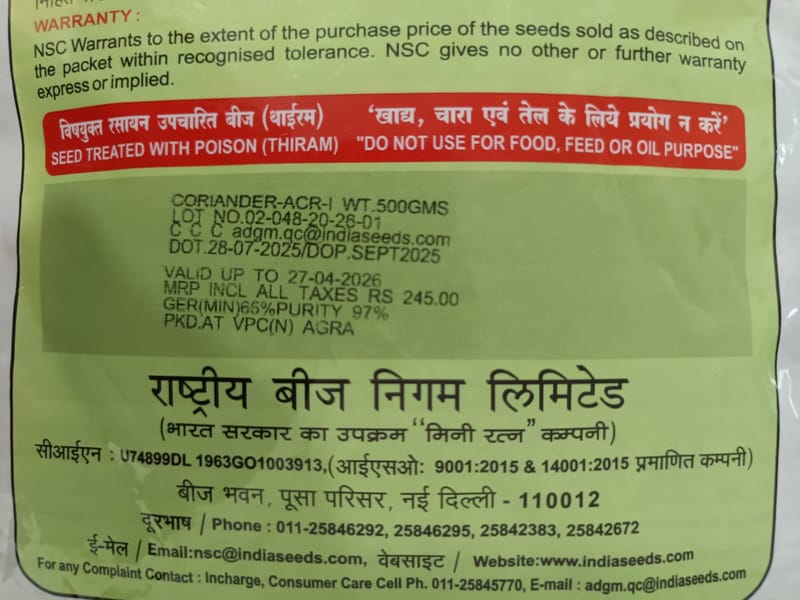 WARRANTY :
NSC Warrants to the extent of the purchase price of the seeds sold as described on
the packet within recognised tolerance. NSC gives no other or further warranty
express or implied.
विषयुक्त रसायन उपचारित बीज (थाईरम) ‘खाद्य, चारा एवं तेल के लिये प्रयोग न करें’
SEED TREATED WITH POISON (THIRAM) "DO NOT USE FOR FOOD, FEED OR OIL PURPOSE"
CORIANDER-ACR-I WT.500GMS
LOT NO.02-048-20-26-01
C C C adgm.qc@indiaseeds.com
DOT.28-07-2025/DOP.SEPT2025
VALID UP TO 27-04-2026
MRP INCL ALL TAXES RS 245.00
GER(MIN)65%PURITY 97%
PKD.AT VPC(N) AGRA
राष्ट्रीय बीज निगम लिमिटेड
(भारत सरकार का उपक्रम “मिनी रत्न” कम्पनी)
सीआईएन : U74899DL 1963GO1003913,(आईएसओ: 9001:2015 & 14001:2015 प्रमाणित कम्पनी)
बीज भवन, पूसा परिसर, नई दिल्ली - 110012
दूरभाष / Phone : 011-25846292, 25846295, 25842383, 25842672
ई-मेल / Email:nsc@indiaseeds.com, वेबसाइट / Website:www.indiaseeds.com
For any Complaint Contact : Incharge, Consumer Care Cell Ph. 011-25845770, E-mail : adgm.qc@indiaseeds.com